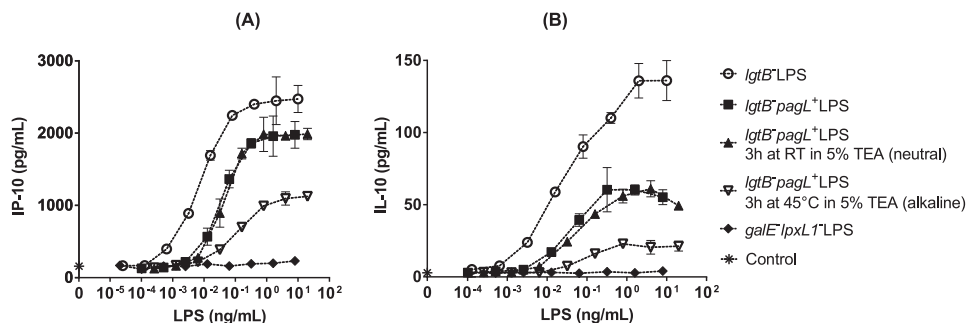 (A)
(B)
3000
2000
1000
0
IP-10 (pg/mL)
0 10⁻⁵ 10⁻⁴ 10⁻³ 10⁻² 10⁻¹ 10⁰ 10¹ 10²
LPS (ng/mL)
150
100
50
0
IL-10 (pg/mL)
0 10⁻⁴ 10⁻³ 10⁻² 10⁻¹ 10⁰ 10¹ 10²
LPS (ng/mL)
lgtB⁻LPS
lgtB⁻pagL⁺LPS
lgtB⁻pagL⁺LPS
3h at RT in 5% TEA (neutral)
lgtB⁻pagL⁺LPS
3h at 45°C in 5% TEA (alkaline)
galE⁻lpxL1⁻LPS
Control